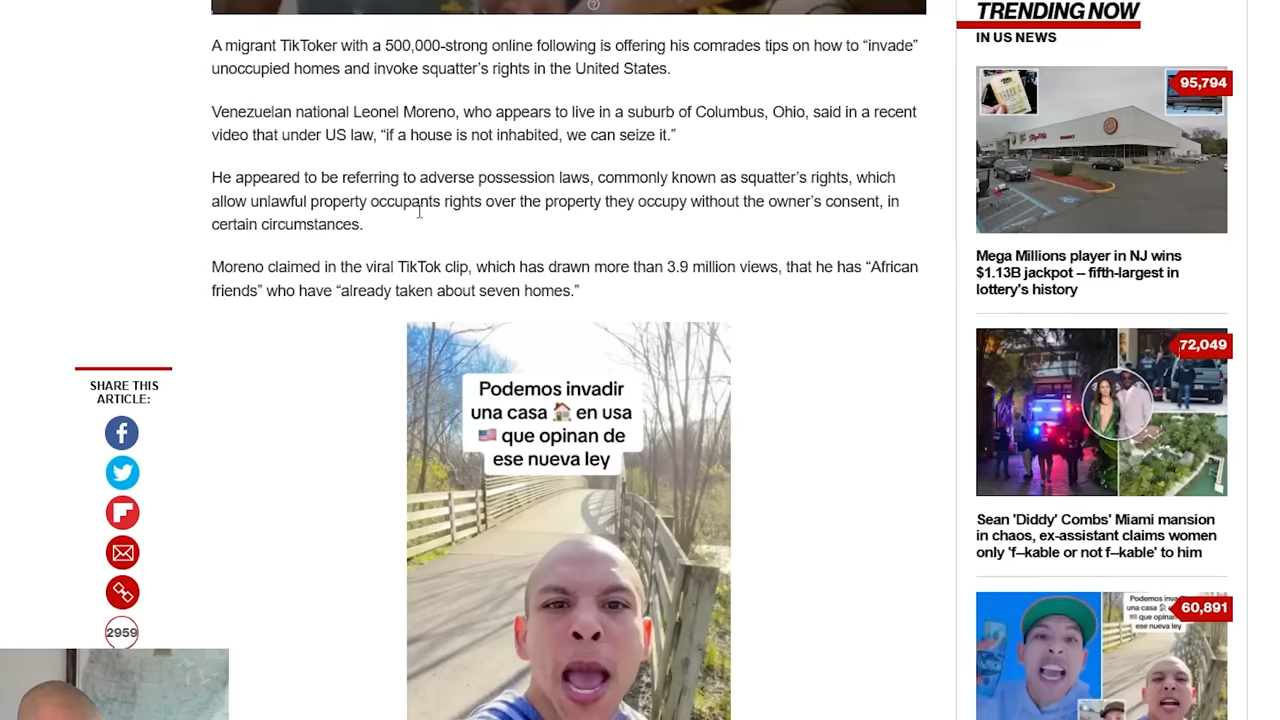 A migrant TikToker with a 500,000-strong online following is offering his comrades tips on how to “invade”
unoccupied homes and invoke squatter’s rights in the United States.
Venezuelan national Leonel Moreno, who appears to live in a suburb of Columbus, Ohio, said in a recent
video that under US law, “if a house is not inhabited, we can seize it.”
He appeared to be referring to adverse possession laws, commonly known as squatter’s rights, which
allow unlawful property occupants rights over the property they occupy without the owner’s consent, in
certain circumstances.
Moreno claimed in the viral TikTok clip, which has drawn more than 3.9 million views, that he has “African
friends” who have “already taken about seven homes.”
SHARE THIS
ARTICLE:
2959
Podemos invadir
una casa 🏠 en usa
🇺🇸 que opinan de
ese nueva ley
TRENDING NOW
IN US NEWS
95,794
Mega Millions player in NJ wins
$1.13B jackpot – fifth-largest in
lottery's history
72,049
Sean 'Diddy' Combs' Miami mansion
in chaos, ex-assistant claims women
only 'f–kable or not f–kable' to him
60,891
Podemos inva
una casa 🏠 e
🇺🇸 que opin
ese nueva ley